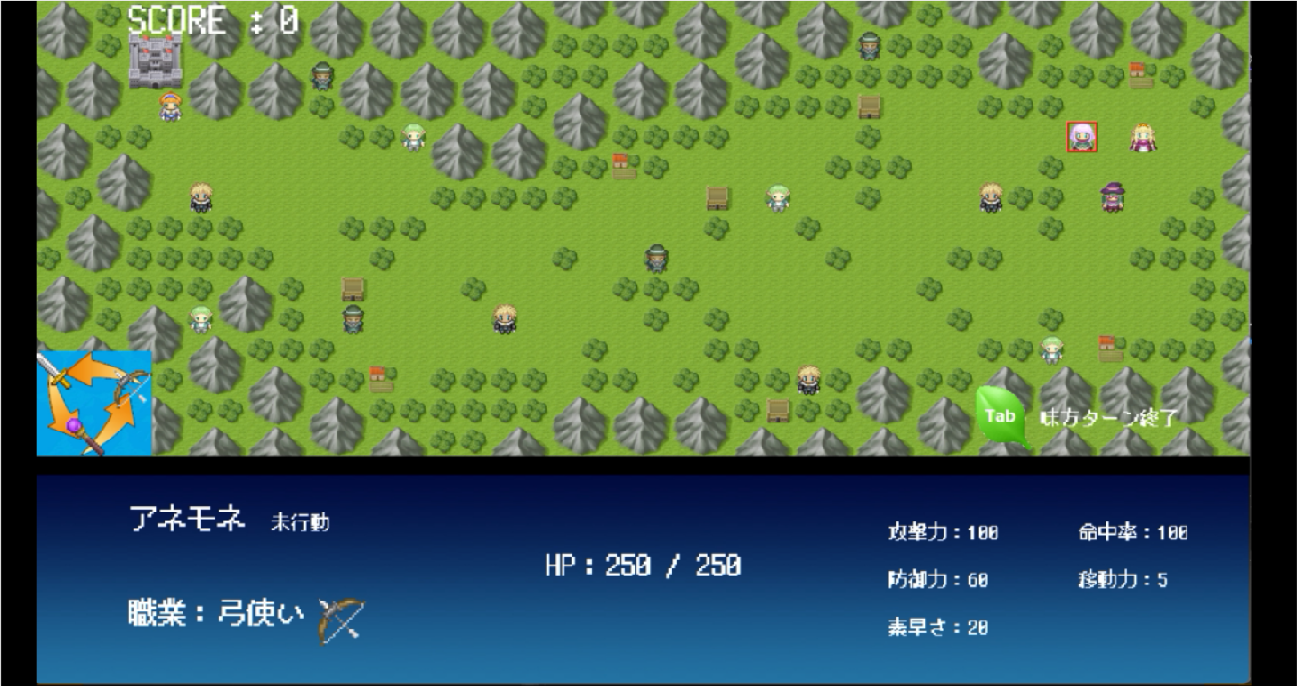 SCORE : 0
Tab 味方ターン終了
アネモネ 未行動
HP : 250 / 250
職業 : 弓使い
攻撃力 : 100 命中率 : 100
防御力 : 60 移動力 : 5
素早さ : 20